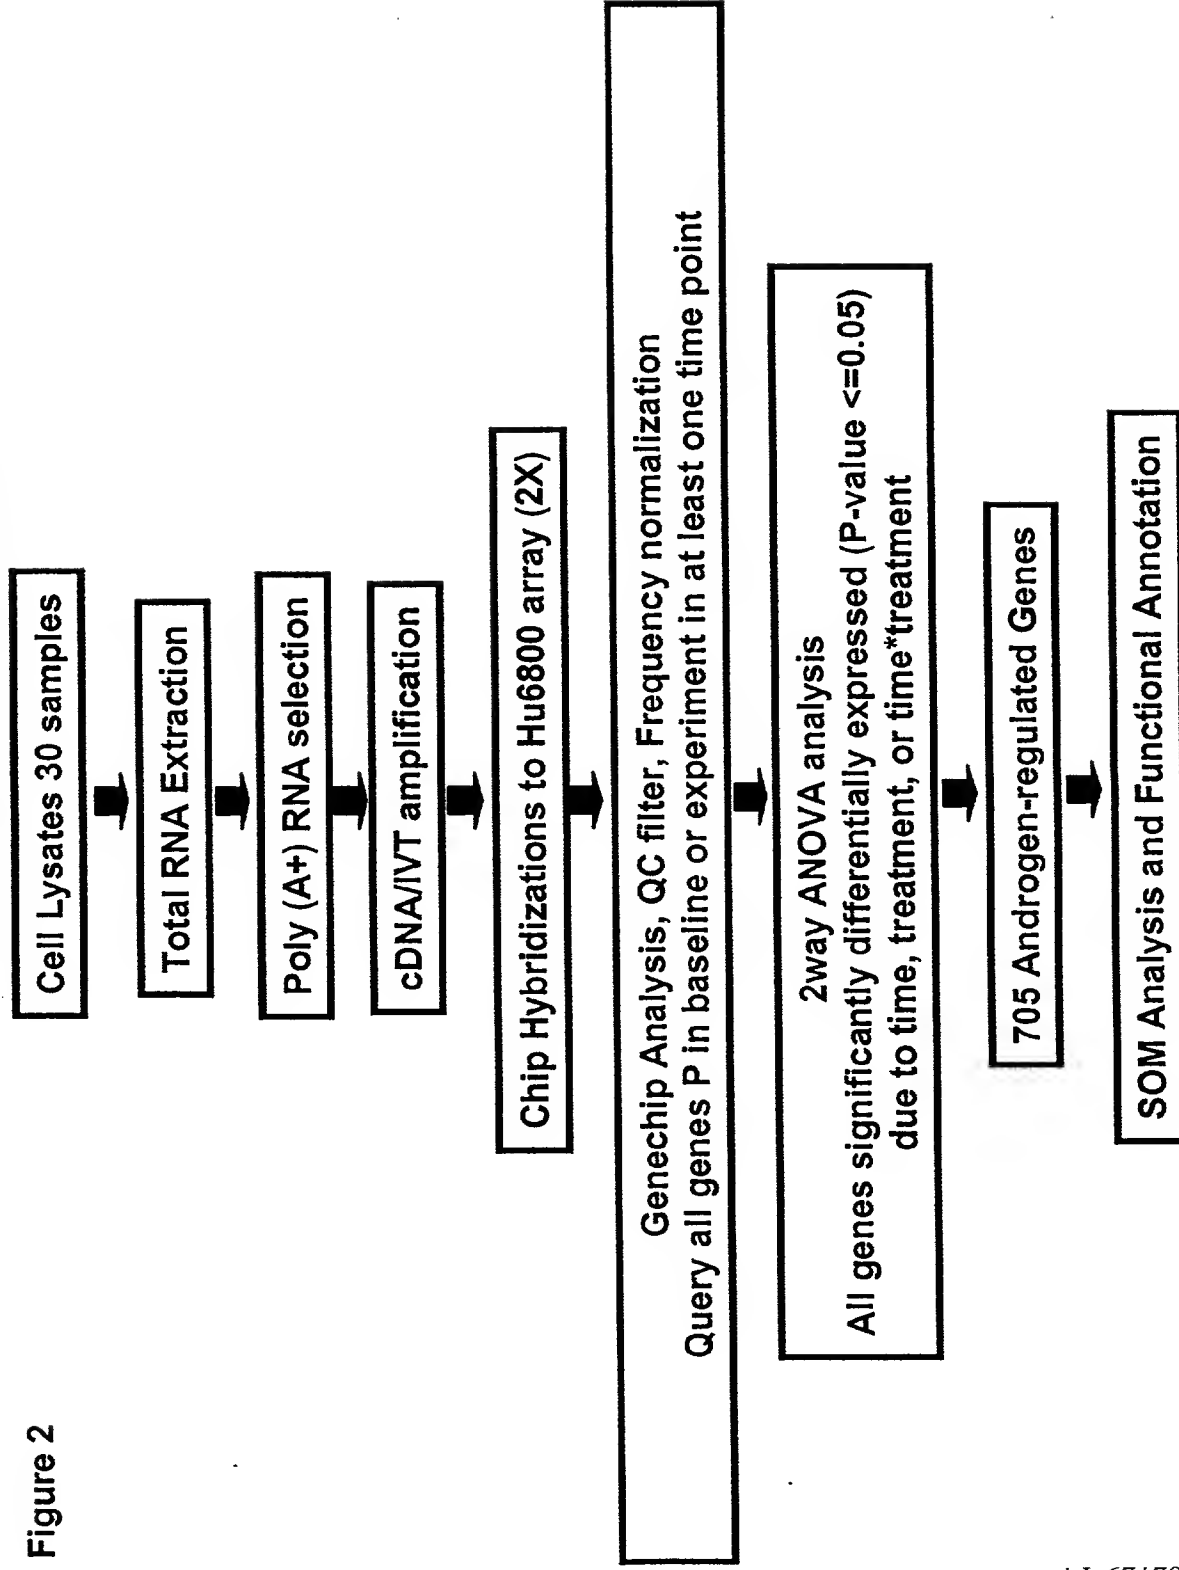 Figure 2
Cell Lysates 30 samples
Total RNA Extraction
Poly (A+) RNA selection
cDNA/IVT amplification
Chip Hybridizations to Hu6800 array (2X)
Genechip Analysis, QC filter, Frequency normalization
Query all genes P in baseline or experiment in at least one time point
2way ANOVA analysis
All genes significantly differentially expressed (P-value <=0.05)
due to time, treatment, or time*treatment
705 Androgen-regulated Genes
SOM Analysis and Functional Annotation